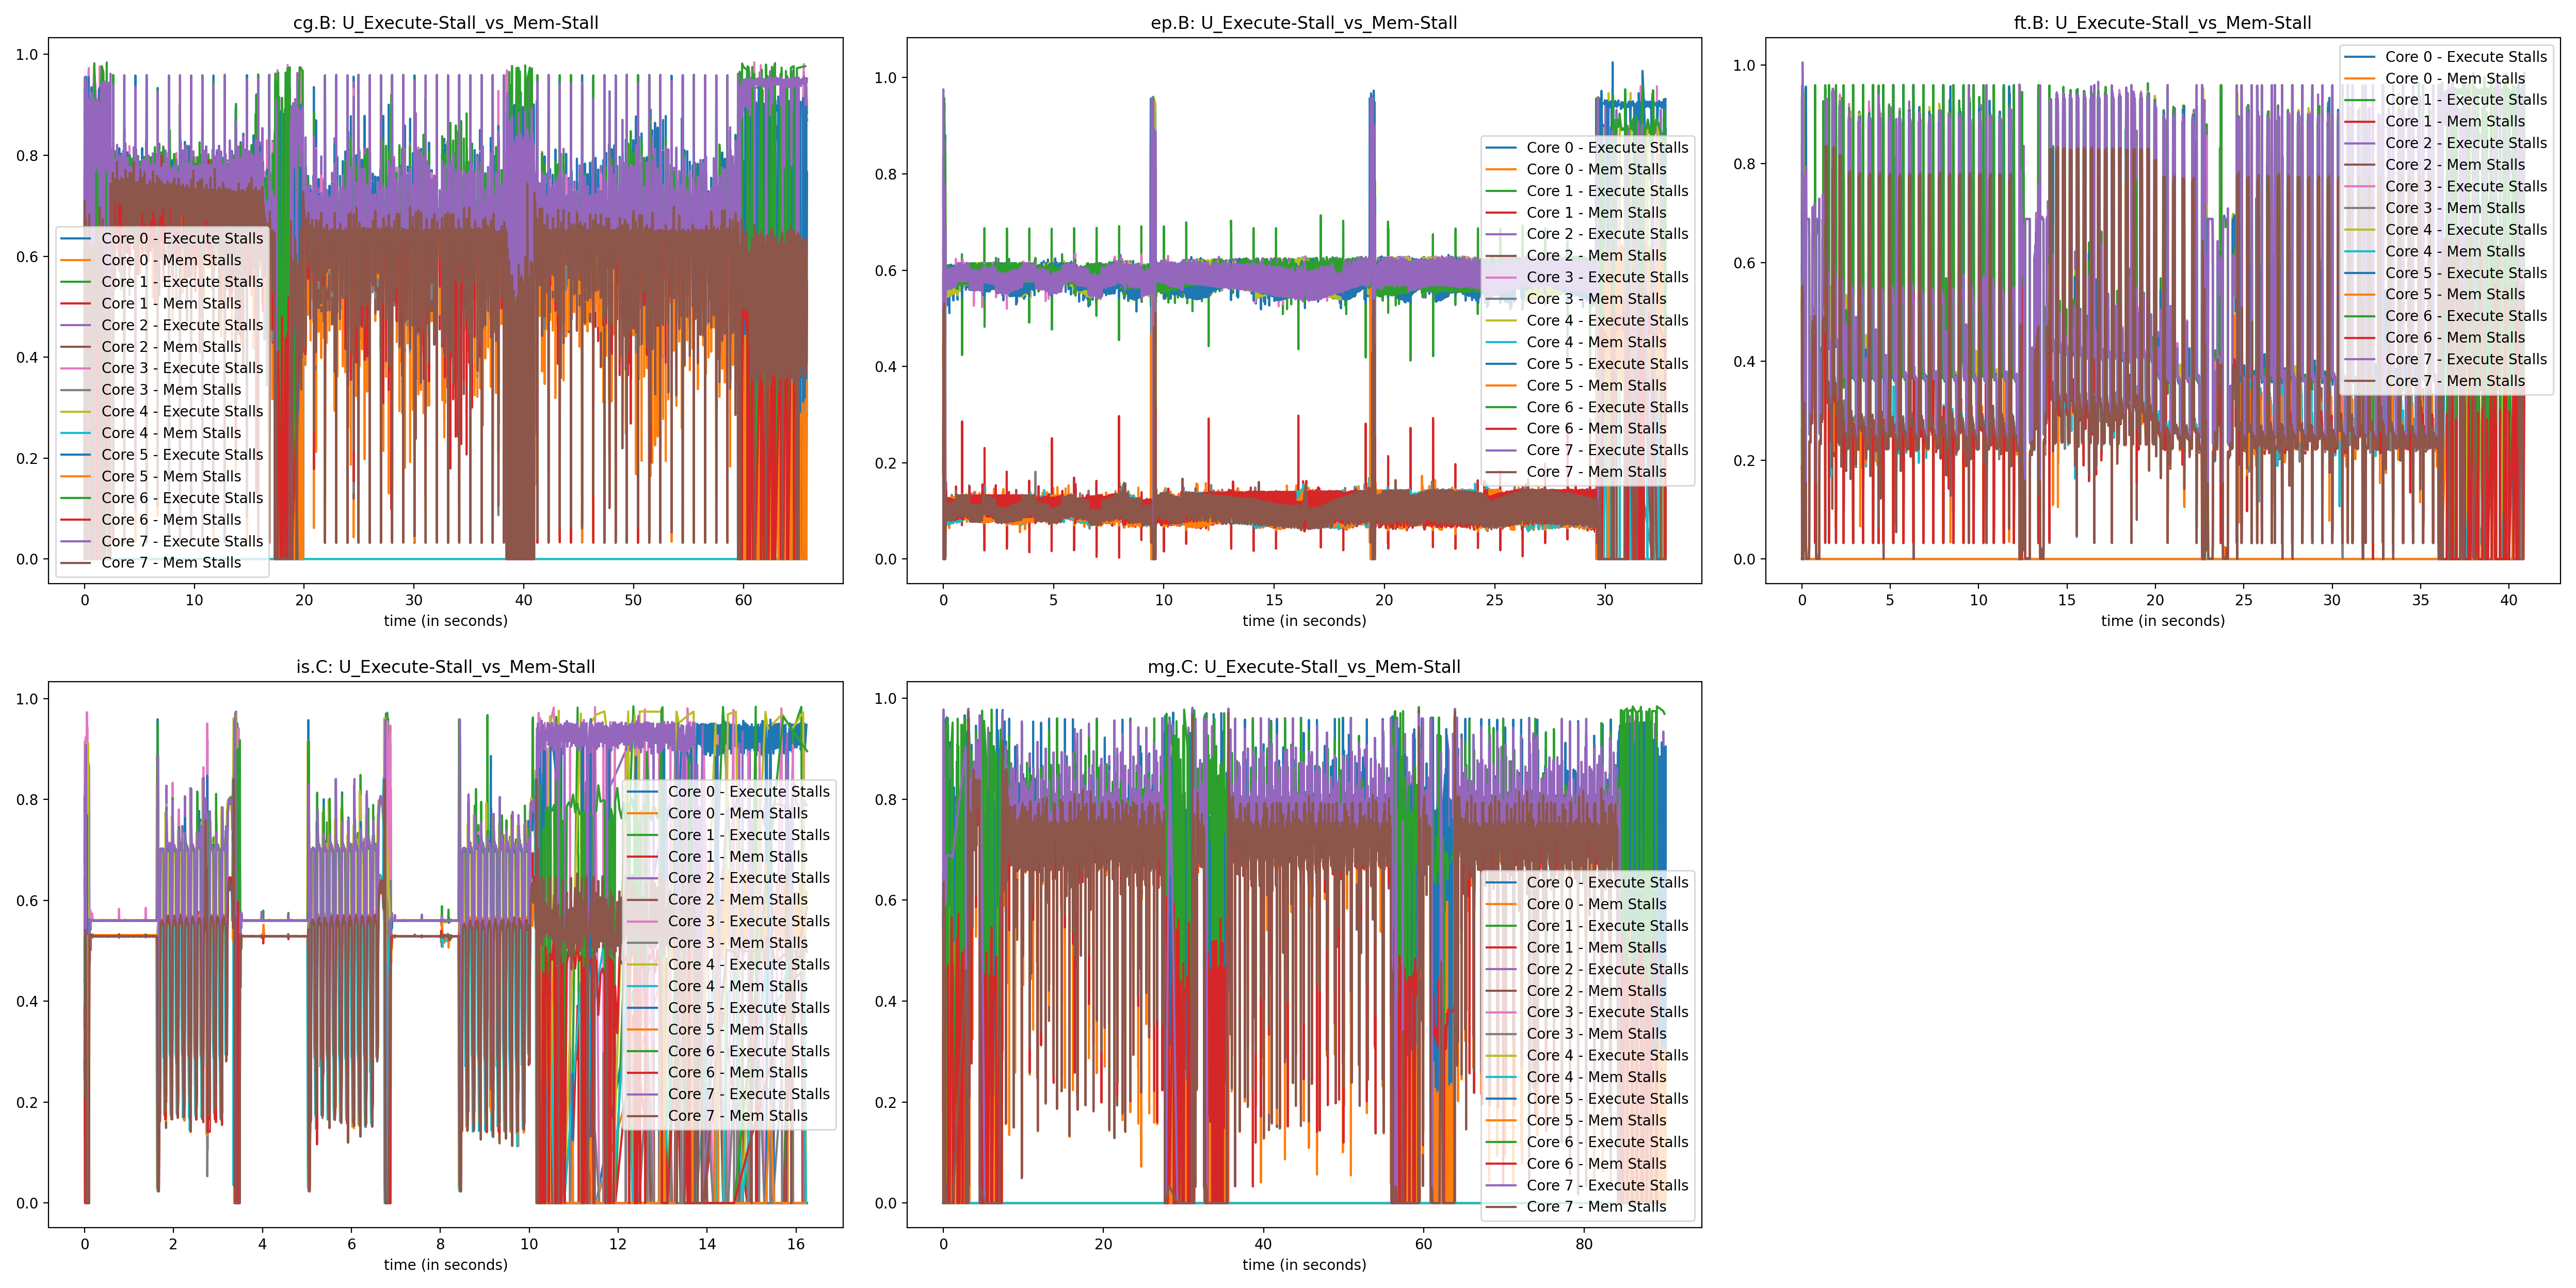 cg.B: U_Execute-Stall_vs_Mem-Stall
1.0
0.8
0.6
0.4
0.2
0.0
Core 0 - Execute Stalls
Core 0 - Mem Stalls
Core 1 - Execute Stalls
Core 1 - Mem Stalls
Core 2 - Execute Stalls
Core 2 - Mem Stalls
Core 3 - Execute Stalls
Core 3 - Mem Stalls
Core 4 - Execute Stalls
Core 4 - Mem Stalls
Core 5 - Execute Stalls
Core 5 - Mem Stalls
Core 6 - Execute Stalls
Core 6 - Mem Stalls
Core 7 - Execute Stalls
Core 7 - Mem Stalls
0 10 20 30 40 50 60
time (in seconds)
ep.B: U_Execute-Stall_vs_Mem-Stall
1.0
0.8
0.6
0.4
0.2
0.0
Core 0 - Execute Stalls
Core 0 - Mem Stalls
Core 1 - Execute Stalls
Core 1 - Mem Stalls
Core 2 - Execute Stalls
Core 2 - Mem Stalls
Core 3 - Execute Stalls
Core 3 - Mem Stalls
Core 4 - Execute Stalls
Core 4 - Mem Stalls
Core 5 - Execute Stalls
Core 5 - Mem Stalls
Core 6 - Execute Stalls
Core 6 - Mem Stalls
Core 7 - Execute Stalls
Core 7 - Mem Stalls
0 5 10 15 20 25 30
time (in seconds)
ft.B: U_Execute-Stall_vs_Mem-Stall
1.0
0.8
0.6
0.4
0.2
0.0
Core 0 - Execute Stalls
Core 0 - Mem Stalls
Core 1 - Execute Stalls
Core 1 - Mem Stalls
Core 2 - Execute Stalls
Core 2 - Mem Stalls
Core 3 - Execute Stalls
Core 3 - Mem Stalls
Core 4 - Execute Stalls
Core 4 - Mem Stalls
Core 5 - Execute Stalls
Core 5 - Mem Stalls
Core 6 - Execute Stalls
Core 6 - Mem Stalls
Core 7 - Execute Stalls
Core 7 - Mem Stalls
0 5 10 15 20 25 30 35 40
time (in seconds)
is.C: U_Execute-Stall_vs_Mem-Stall
1.0
0.8
0.6
0.4
0.2
0.0
Core 0 - Execute Stalls
Core 0 - Mem Stalls
Core 1 - Execute Stalls
Core 1 - Mem Stalls
Core 2 - Execute Stalls
Core 2 - Mem Stalls
Core 3 - Execute Stalls
Core 3 - Mem Stalls
Core 4 - Execute Stalls
Core 4 - Mem Stalls
Core 5 - Execute Stalls
Core 5 - Mem Stalls
Core 6 - Execute Stalls
Core 6 - Mem Stalls
Core 7 - Execute Stalls
Core 7 - Mem Stalls
0 2 4 6 8 10 12 14 16
time (in seconds)
mg.C: U_Execute-Stall_vs_Mem-Stall
1.0
0.8
0.6
0.4
0.2
0.0
Core 0 - Execute Stalls
Core 0 - Mem Stalls
Core 1 - Execute Stalls
Core 1 - Mem Stalls
Core 2 - Execute Stalls
Core 2 - Mem Stalls
Core 3 - Execute Stalls
Core 3 - Mem Stalls
Core 4 - Execute Stalls
Core 4 - Mem Stalls
Core 5 - Execute Stalls
Core 5 - Mem Stalls
Core 6 - Execute Stalls
Core 6 - Mem Stalls
Core 7 - Execute Stalls
Core 7 - Mem Stalls
0 20 40 60 80
time (in seconds)